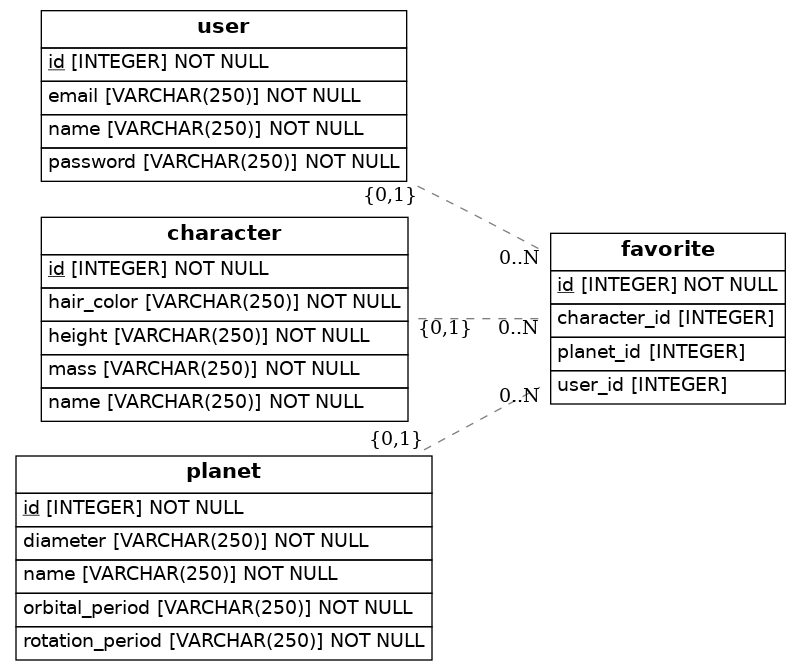 user
id [INTEGER] NOT NULL
email [VARCHAR(250)] NOT NULL
name [VARCHAR(250)] NOT NULL
password [VARCHAR(250)] NOT NULL
{0,1}
0..N
character
id [INTEGER] NOT NULL
hair_color [VARCHAR(250)] NOT NULL
height [VARCHAR(250)] NOT NULL
mass [VARCHAR(250)] NOT NULL
name [VARCHAR(250)] NOT NULL
{0,1}
0..N
favorite
id [INTEGER] NOT NULL
character_id [INTEGER]
planet_id [INTEGER]
user_id [INTEGER]
0..N
{0,1}
planet
id [INTEGER] NOT NULL
diameter [VARCHAR(250)] NOT NULL
name [VARCHAR(250)] NOT NULL
orbital_period [VARCHAR(250)] NOT NULL
rotation_period [VARCHAR(250)] NOT NULL